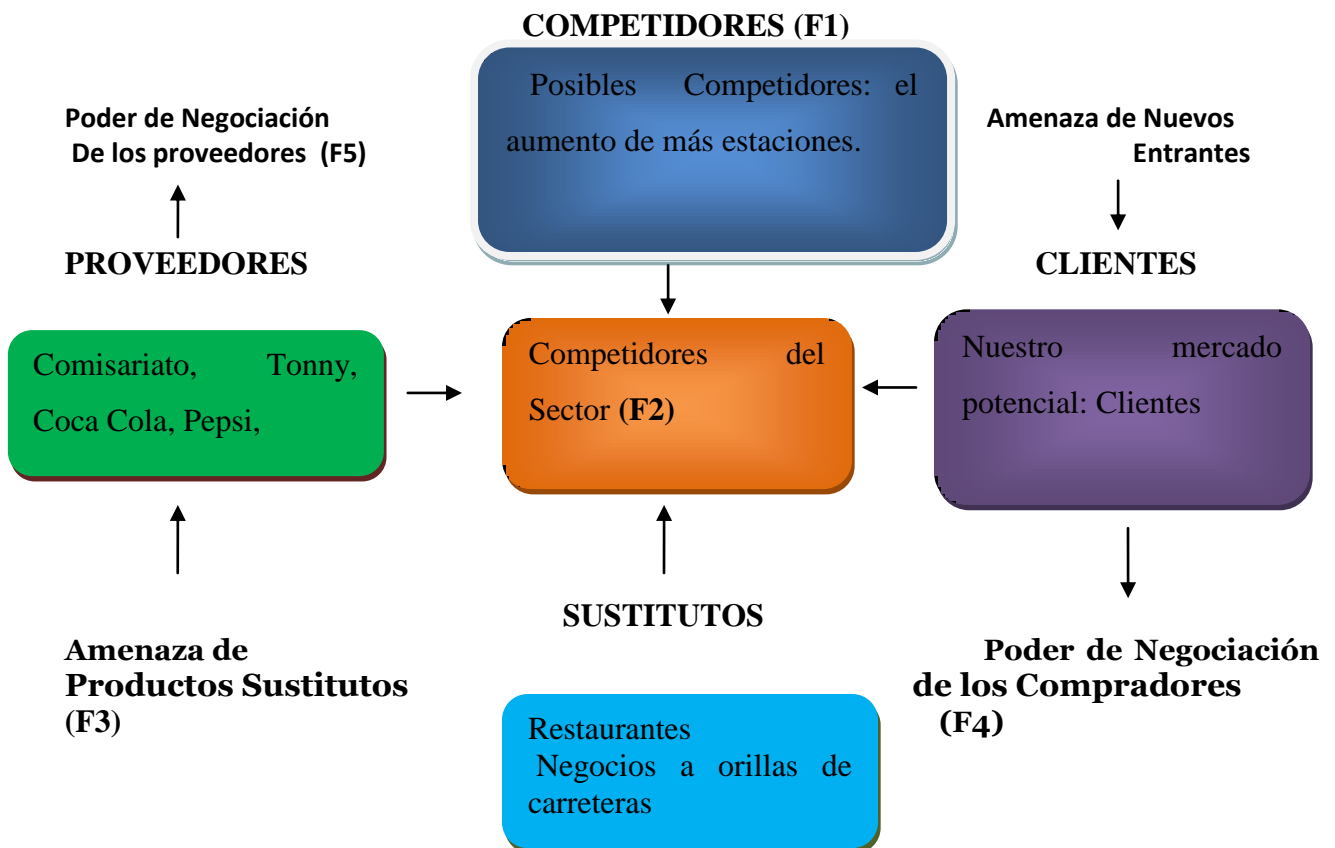 COMPETIDORES (F1)
Posibles Competidores: el
aumento de más estaciones.
Poder de Negociación
De los proveedores (F5)
Amenaza de Nuevos
Entrantes
PROVEEDORES
CLIENTES
Comisariato, Tonny,
Coca Cola, Pepsi,
Competidores del
Sector (F2)
Nuestro mercado
potencial: Clientes
SUSTITUTOS
Amenaza de
Productos Sustitutos
(F3)
Poder de Negociación
de los Compradores
(F4)
Restaurantes
Negocios a orillas de
carreteras